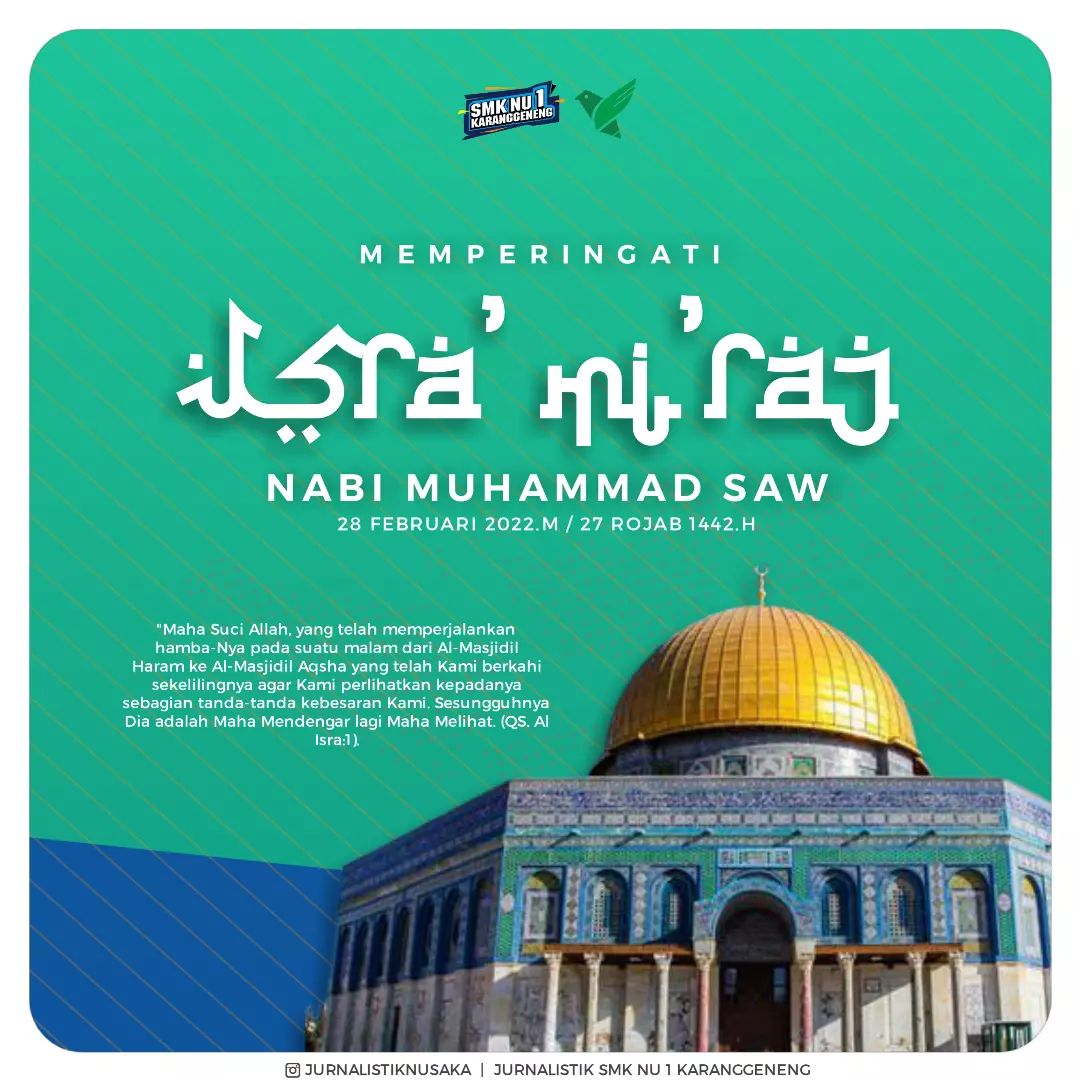 SMK NU 1
KARANGGENENG
MEMPERINGATI
isra' mi'raj
NABI MUHAMMAD SAW
28 FEBRUARI 2022.M / 27 ROJAB 1442.H
"Maha Suci Allah, yang telah memperjalankan
hamba-Nya pada suatu malam dari Al-Masjidil
Haram ke Al-Masjidil Aqsha yang telah Kami berkahi
sekelilingnya agar Kami perlihatkan kepadanya
sebagian tanda-tanda kebesaran Kami. Sesungguhnya
Dia adalah Maha Mendengar lagi Maha Melihat. (QS. Al
Isra:1).
JURNALISTIKNUSAKA | JURNALISTIK SMK NU 1 KARANGGENENG